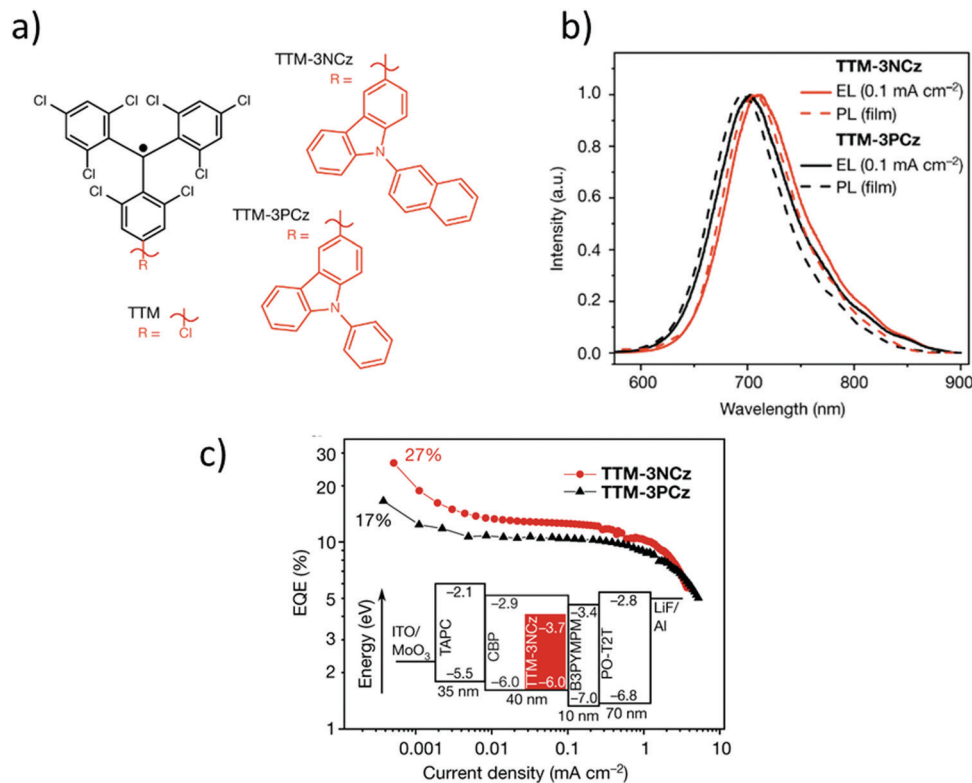 a)
TTM-3NCz
R =
Cl
Cl
Cl
Cl
Cl
Cl
Cl
Cl
R
N
TTM-3PCz
R =
N
TTM
R =
Cl
b)
TTM-3NCz
EL (0.1 mA cm⁻²)
PL (film)
TTM-3PCz
EL (0.1 mA cm⁻²)
PL (film)
Intensity (a.u.)
1.0
0.8
0.6
0.4
0.2
0.0
600 700 800 900
Wavelength (nm)
c)
27%
17%
TTM-3NCz
TTM-3PCz
EQE (%)
30
20
10
5
3
2
1
Energy (eV)
ITO/
MoO₃
–2.1
TAPC
–5.5
35 nm
–2.9
CBP
–6.0
TTM-3NCz
–3.7
–6.0
40 nm
–3.4
B3PYMPM
–7.0
10 nm
–2.8
PO-T2T
–6.8
70 nm
LiF/
Al
0.001 0.01 0.1 1 10
Current density (mA cm⁻²)